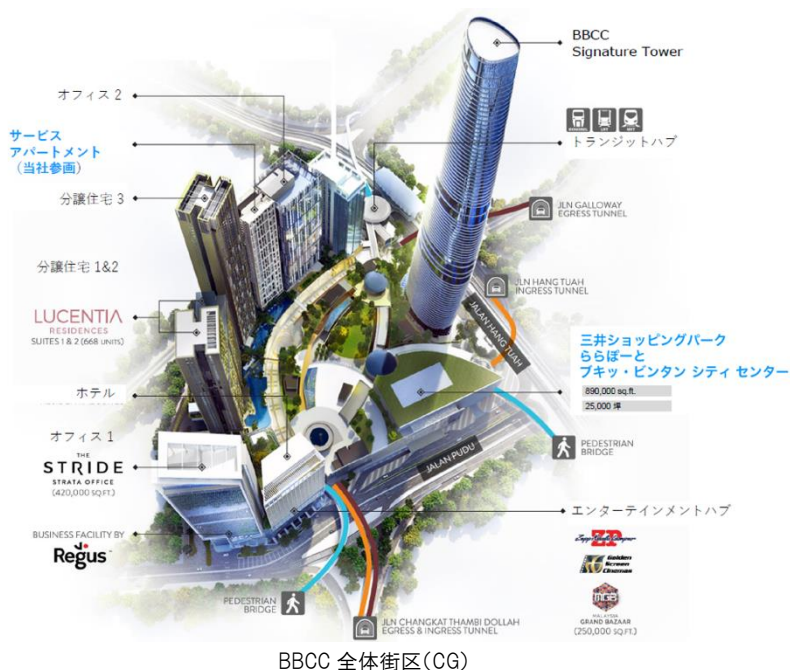 BBCC
Signature Tower
オフィス 2
サービス
アパートメント
（当社参画）
トランジットハブ
分譲住宅 3
JLN GALLOWAY
EGRESS TUNNEL
分譲住宅 1&2
JLN HANG TUAH
INGRESS TUNNEL
JALAN HANG TUAH
LUCENTIA
RESIDENCES
SUITES 1 & 2 (668 UNITS)
三井ショッピングパーク
ららぽーと
ブキッ・ビンタン シティ センター
890,000 sq.ft.
25,000 坪
ホテル
オフィス 1
THE
STRIDE
STRATA OFFICE
(420,000 SQ.FT.)
PEDESTRIAN
BRIDGE
JALAN PUDU
エンターテインメントハブ
BUSINESS FACILITY BY
Regus
ZEPP
Golden
Screen
Cinemas
MALAYSIA
GRAND BAZAAR
(250,000 SQ.FT.)
PEDESTRIAN
BRIDGE
JLN CHANGKAT THAMBI DOLLAH
EGRESS & INGRESS TUNNEL
BBCC 全体街区(CG)